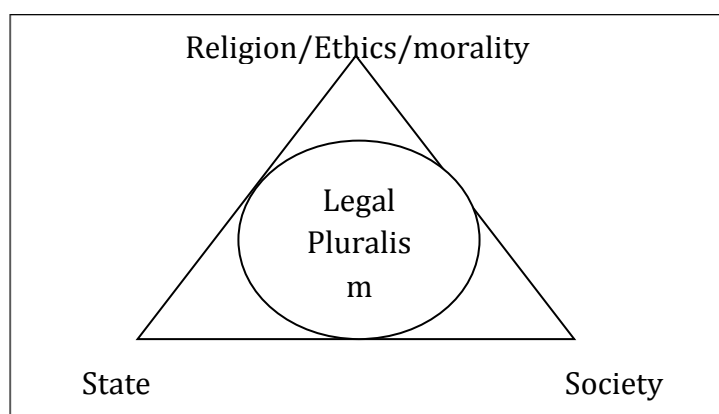 Religion/Ethics/morality
Legal
Pluralis
m
State
Society